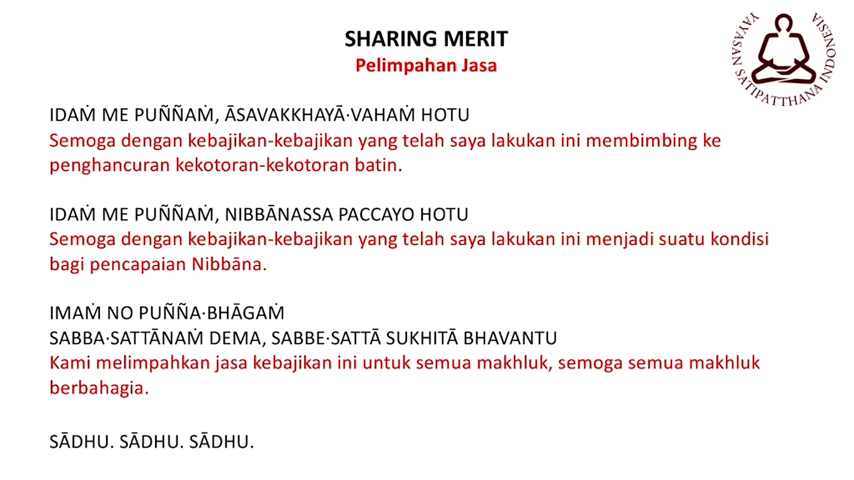 SHARING MERIT
Pelimpahan Jasa
YAYASAN SATIPATTHANA INDONESIA
IDAṀ ME PUÑÑAṀ, ĀSAVAKKHAYĀ·VAHAṀ HOTU
Semoga dengan kebajikan-kebajikan yang telah saya lakukan ini membimbing ke
penghancuran kekotoran-kekotoran batin.
IDAṀ ME PUÑÑAṀ, NIBBĀNASSA PACCAYO HOTU
Semoga dengan kebajikan-kebajikan yang telah saya lakukan ini menjadi suatu kondisi
bagi pencapaian Nibbāna.
IMAṀ NO PUÑÑA·BHĀGAṀ
SABBA·SATTĀNAṀ DEMA, SABBE·SATTĀ SUKHITĀ BHAVANTU
Kami melimpahkan jasa kebajikan ini untuk semua makhluk, semoga semua makhluk
berbahagia.
SĀDHU. SĀDHU. SĀDHU.